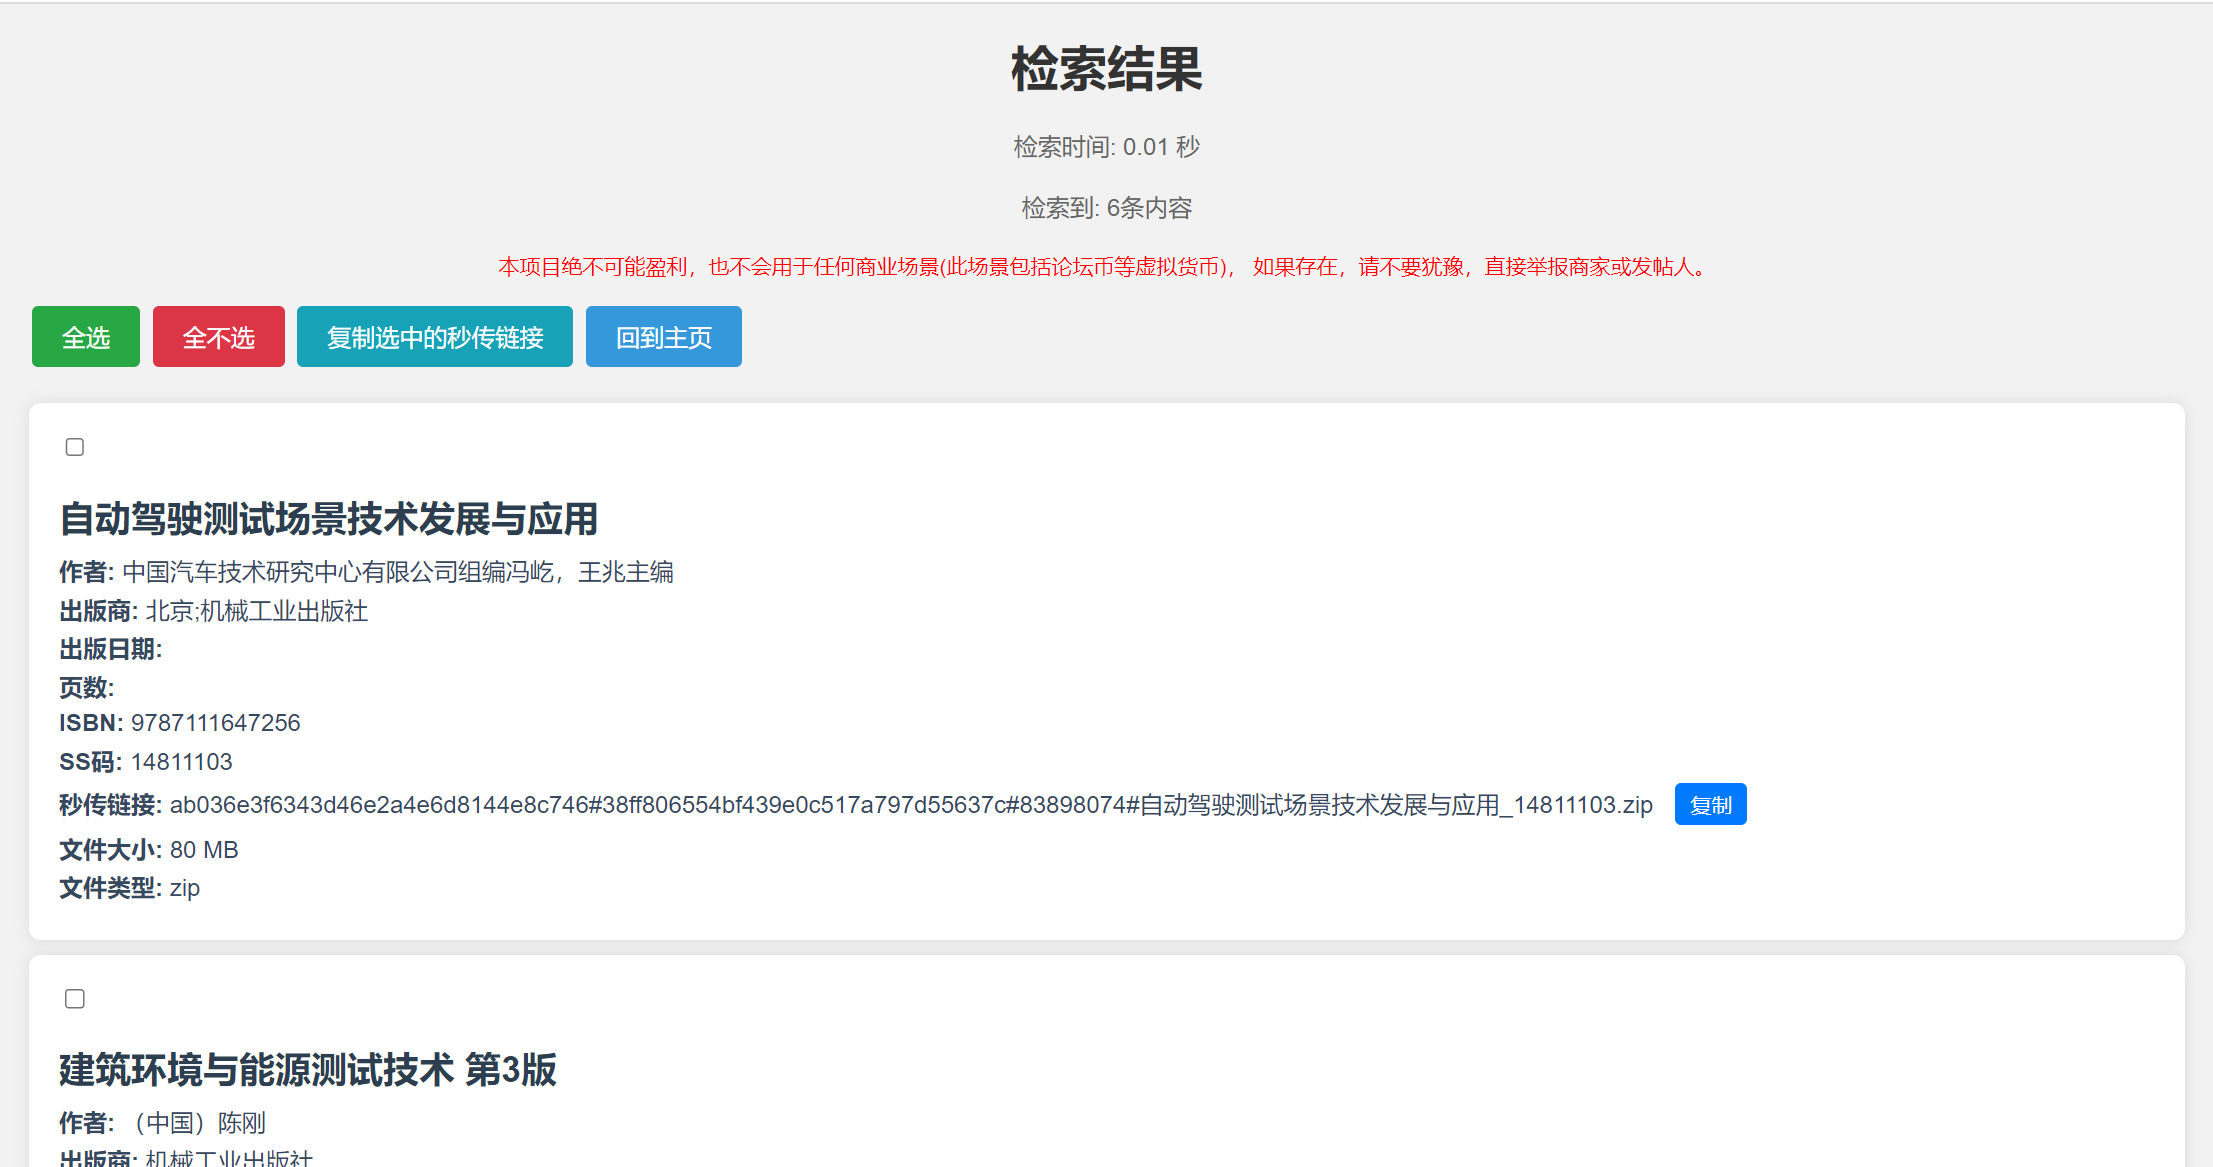 检索结果
检索时间: 0.01 秒
检索到: 6条内容
本项目绝不可能盈利，也不会用于任何商业场景(此场景包括论坛币等虚拟货币)， 如果存在，请不要犹豫，直接举报商家或发帖人。
全选 全不选 复制选中的秒传链接 回到主页
自动驾驶测试场景技术发展与应用
作者: 中国汽车技术研究中心有限公司组编冯屹，王兆主编
出版商: 北京;机械工业出版社
出版日期:
页数:
ISBN: 9787111647256
SS码: 14811103
秒传链接: ab036e3f6343d46e2a4e6d8144e8c746#38ff806554bf439e0c517a797d55637c#83898074#自动驾驶测试场景技术发展与应用_14811103.zip 复制
文件大小: 80 MB
文件类型: zip
建筑环境与能源测试技术 第3版
作者: （中国）陈刚
出版商: 机械工业出版社